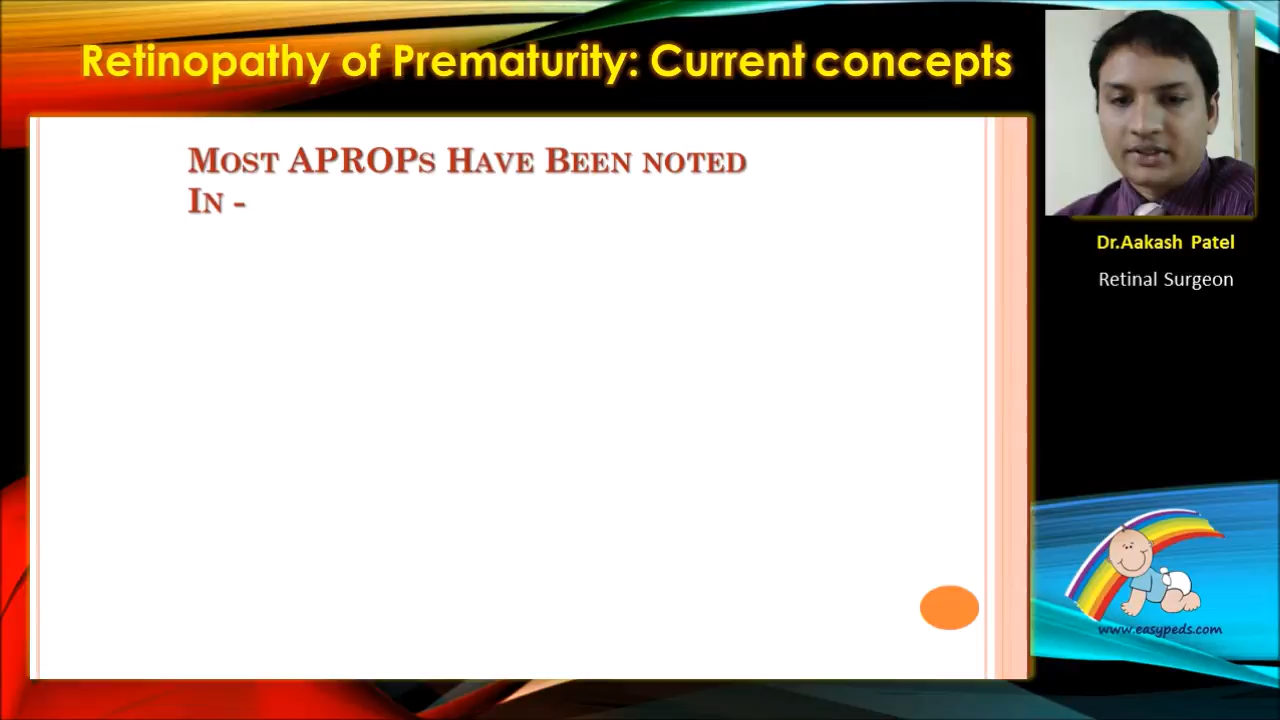 Retinopathy of Prematurity: Current concepts
MOST APROPS HAVE BEEN NOTED
IN -
Dr.Aakash Patel
Retinal Surgeon
www.easypeds.com